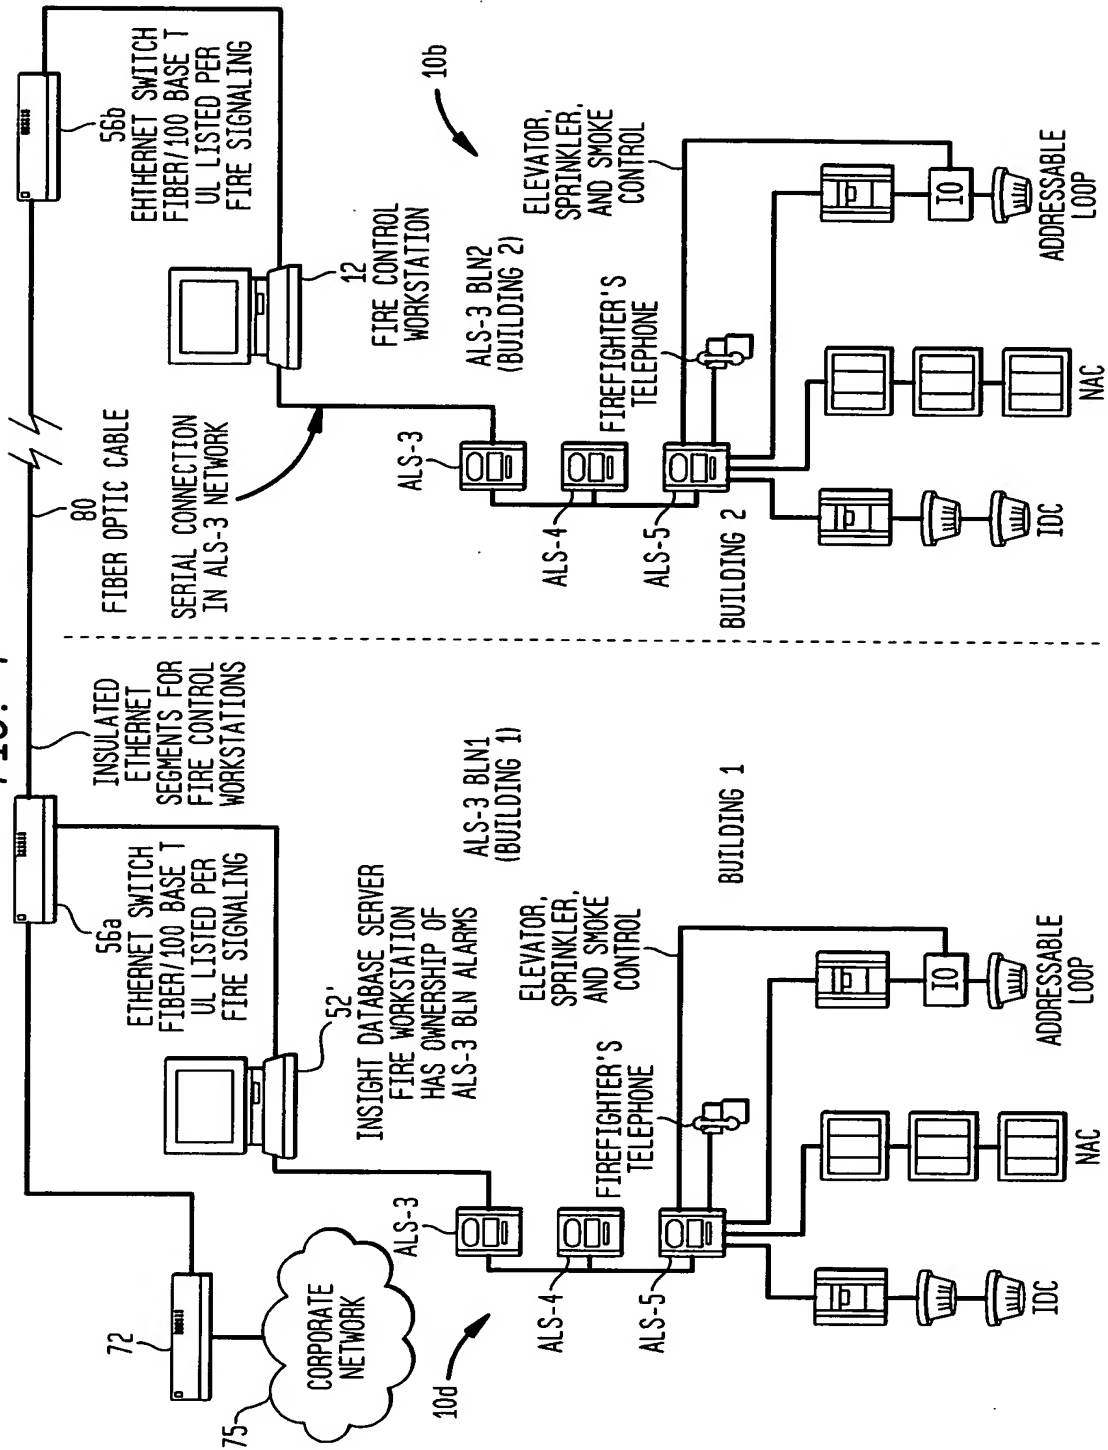 FIG.
72
75
CORPORATE
NETWORK
56a
ETHERNET SWITCH
FIBER/100 BASE T
UL LISTED PER
FIRE SIGNALING
INSULATED
ETHERNET
SEGMENTS FOR
FIRE CONTROL
WORKSTATIONS
80
FIBER OPTIC CABLE
56b
EHTHERNET SWITCH
FIBER/100 BASE T
UL LISTED PER
FIRE SIGNALING
52'
INSIGHT DATABASE SERVER
FIRE WORKSTATION
HAS OWNERSHIP OF
ALS-3 BLN ALARMS
SERIAL CONNECTION
IN ALS-3 NETWORK
12
FIRE CONTROL
WORKSTATION
10d
ALS-3
ALS-4
ALS-5
ALS-3 BLN1
(BUILDING 1)
FIREFIGHTER'S
TELEPHONE
ELEVATOR,
SPRINKLER,
AND SMOKE
CONTROL
BUILDING 1
IDC
NAC
IO
ADDRESSABLE
LOOP
10b
ALS-3
ALS-4
ALS-5
ALS-3 BLN2
(BUILDING 2)
FIREFIGHTER'S
TELEPHONE
ELEVATOR,
SPRINKLER,
AND SMOKE
CONTROL
BUILDING 2
IDC
NAC
IO
ADDRESSABLE
LOOP